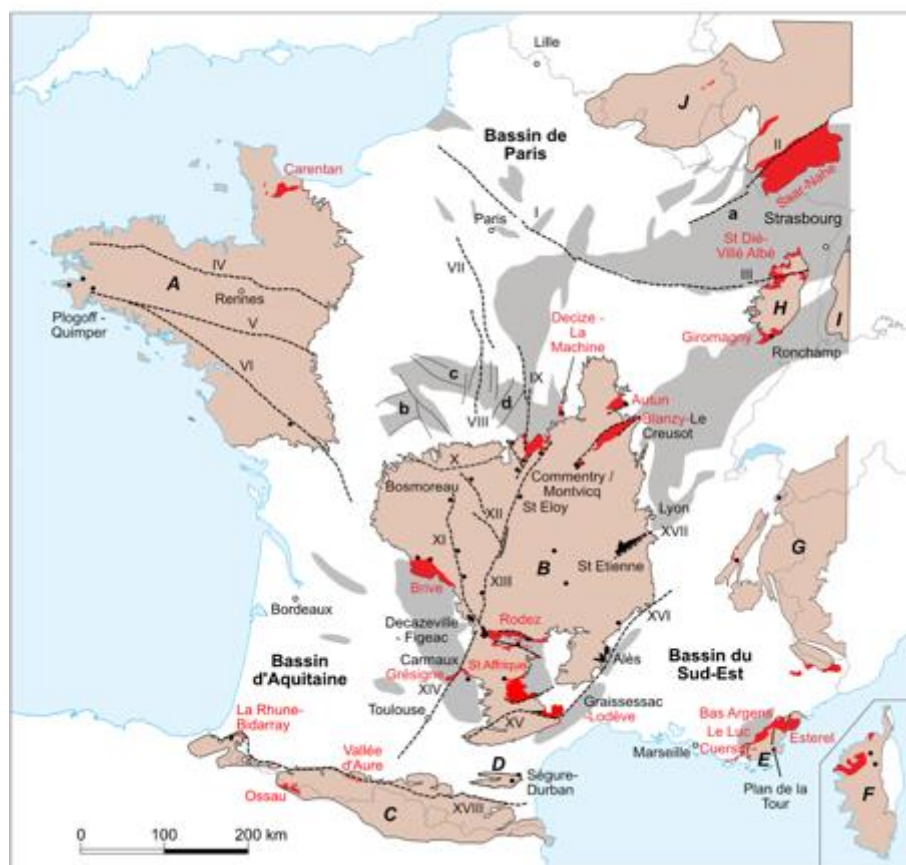 Lille
J
Bassin de
Paris
II
Carentan
Saar-Nahe
I
a
Paris
Strasbourg
St Dié-
Villé Albé
VII
IV
III
A
Rennes
H
I
Plogoff -
Quimper
V
Decize -
La
Machine
Giromagny
Ronchamp
VI
c
IX
d
b
VIII
Autun
Blanzy-Le
Creusot
X
Commentry /
Montvicq
Bosmoreau
St Eloy
XII
Lyon
XVII
XI
G
B
St Etienne
XIII
Brive
XVI
Bordeaux
Decazeville
- Figeac
Rodez
Alès
Bassin
d'Aquitaine
Carmaux
Grésigne
St Affrique
Bassin du
Sud-Est
XIV
Graissessac
-Lodève
Toulouse
XV
La Rhune-
Bidarray
Bas Argens
Le Luc
Cuers
Esterel
Marseille
E
Vallée
d'Aure
D
Ségure-
Durban
Plan de la
Tour
F
Ossau
C
XVIII
0 100 200 km